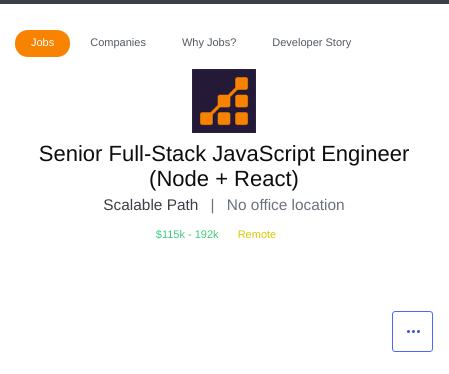 Jobs Companies Why Jobs? Developer Story
Senior Full-Stack JavaScript Engineer
(Node + React)
Scalable Path | No office location
$115k - 192k Remote